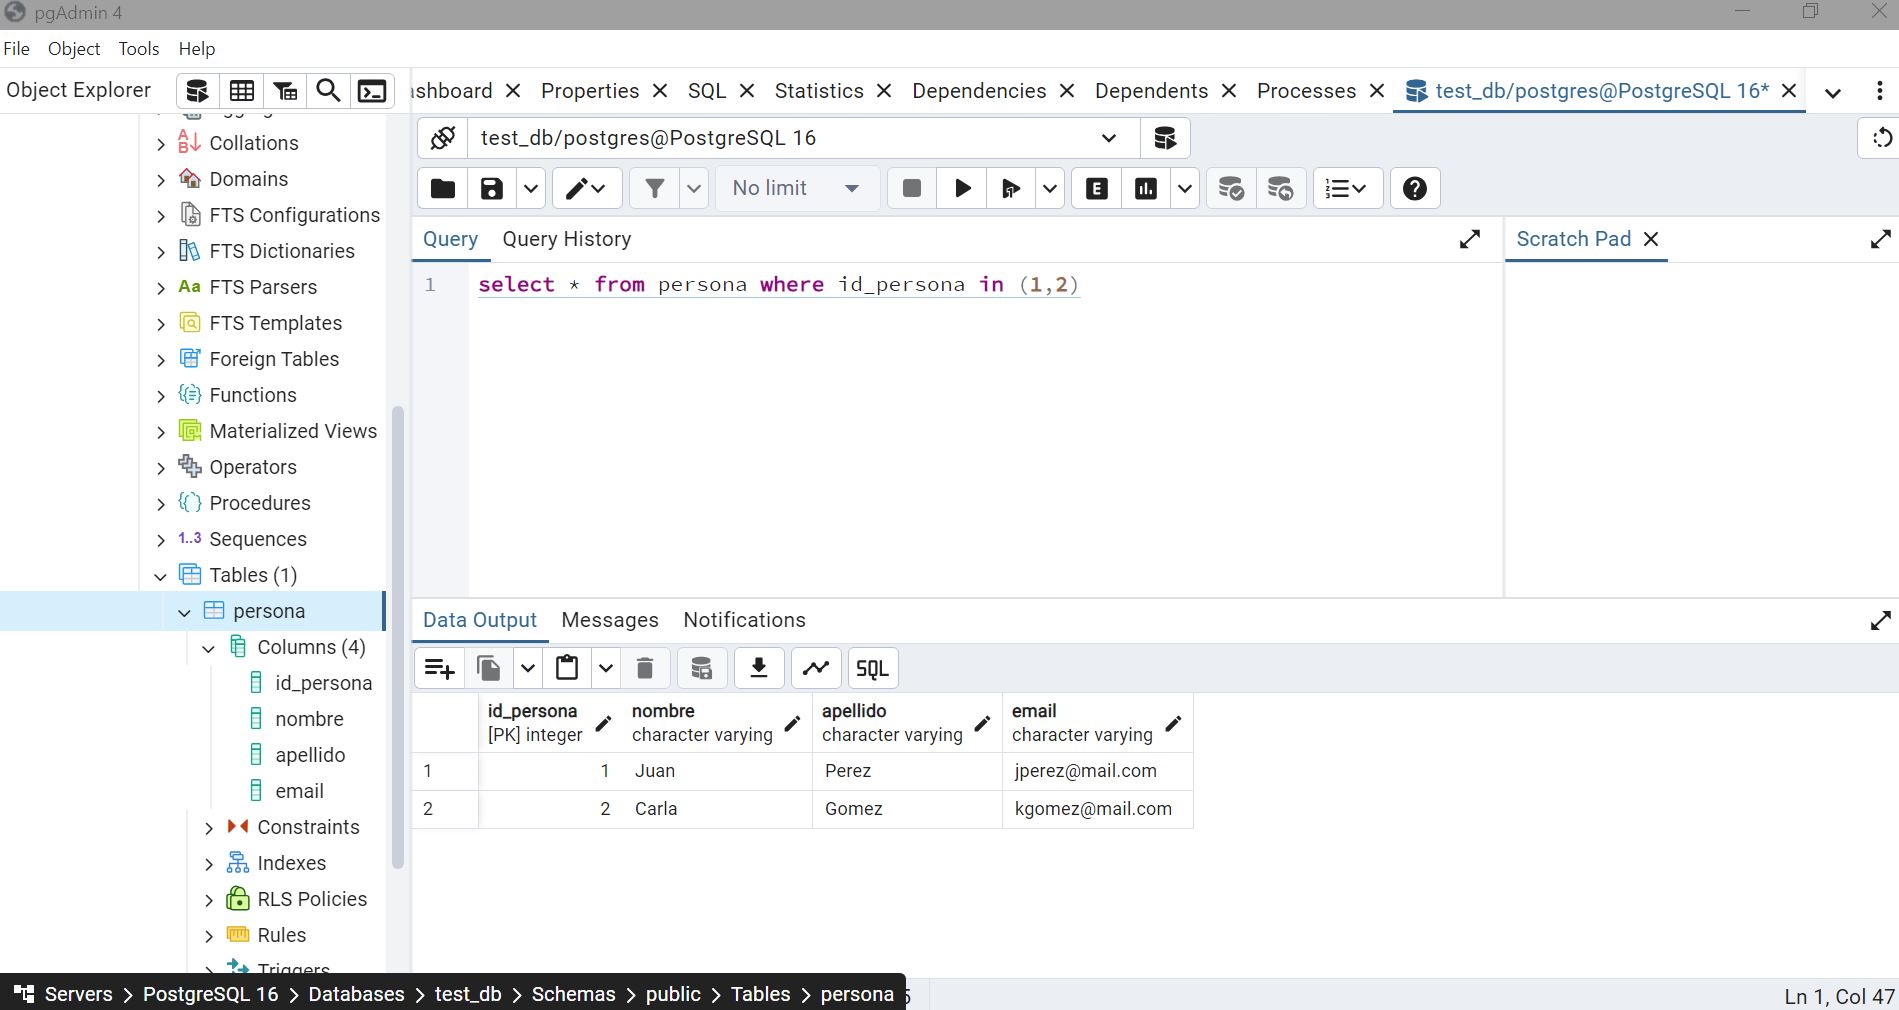 pgAdmin 4
File Object Tools Help
Object Explorer
shboard Properties SQL Statistics Dependencies Dependents Processes test_db/postgres@PostgreSQL 16*
test_db/postgres@PostgreSQL 16
No limit
E
Query Query History
Scratch Pad
1 select * from persona where id_persona in (1,2)
Collations
Domains
FTS Configurations
FTS Dictionaries
Aa FTS Parsers
FTS Templates
Foreign Tables
Functions
Materialized Views
Operators
Procedures
1..3 Sequences
Tables (1)
persona
Columns (4)
id_persona
nombre
apellido
email
Constraints
Indexes
RLS Policies
Rules
Triggers
Data Output Messages Notifications
SQL
id_persona nombre apellido email
[PK] integer character varying character varying character varying
1 1 Juan Perez jperez@mail.com
2 2 Carla Gomez kgomez@mail.com
Servers > PostgreSQL 16 > Databases > test_db > Schemas > public > Tables > persona
Ln 1, Col 47